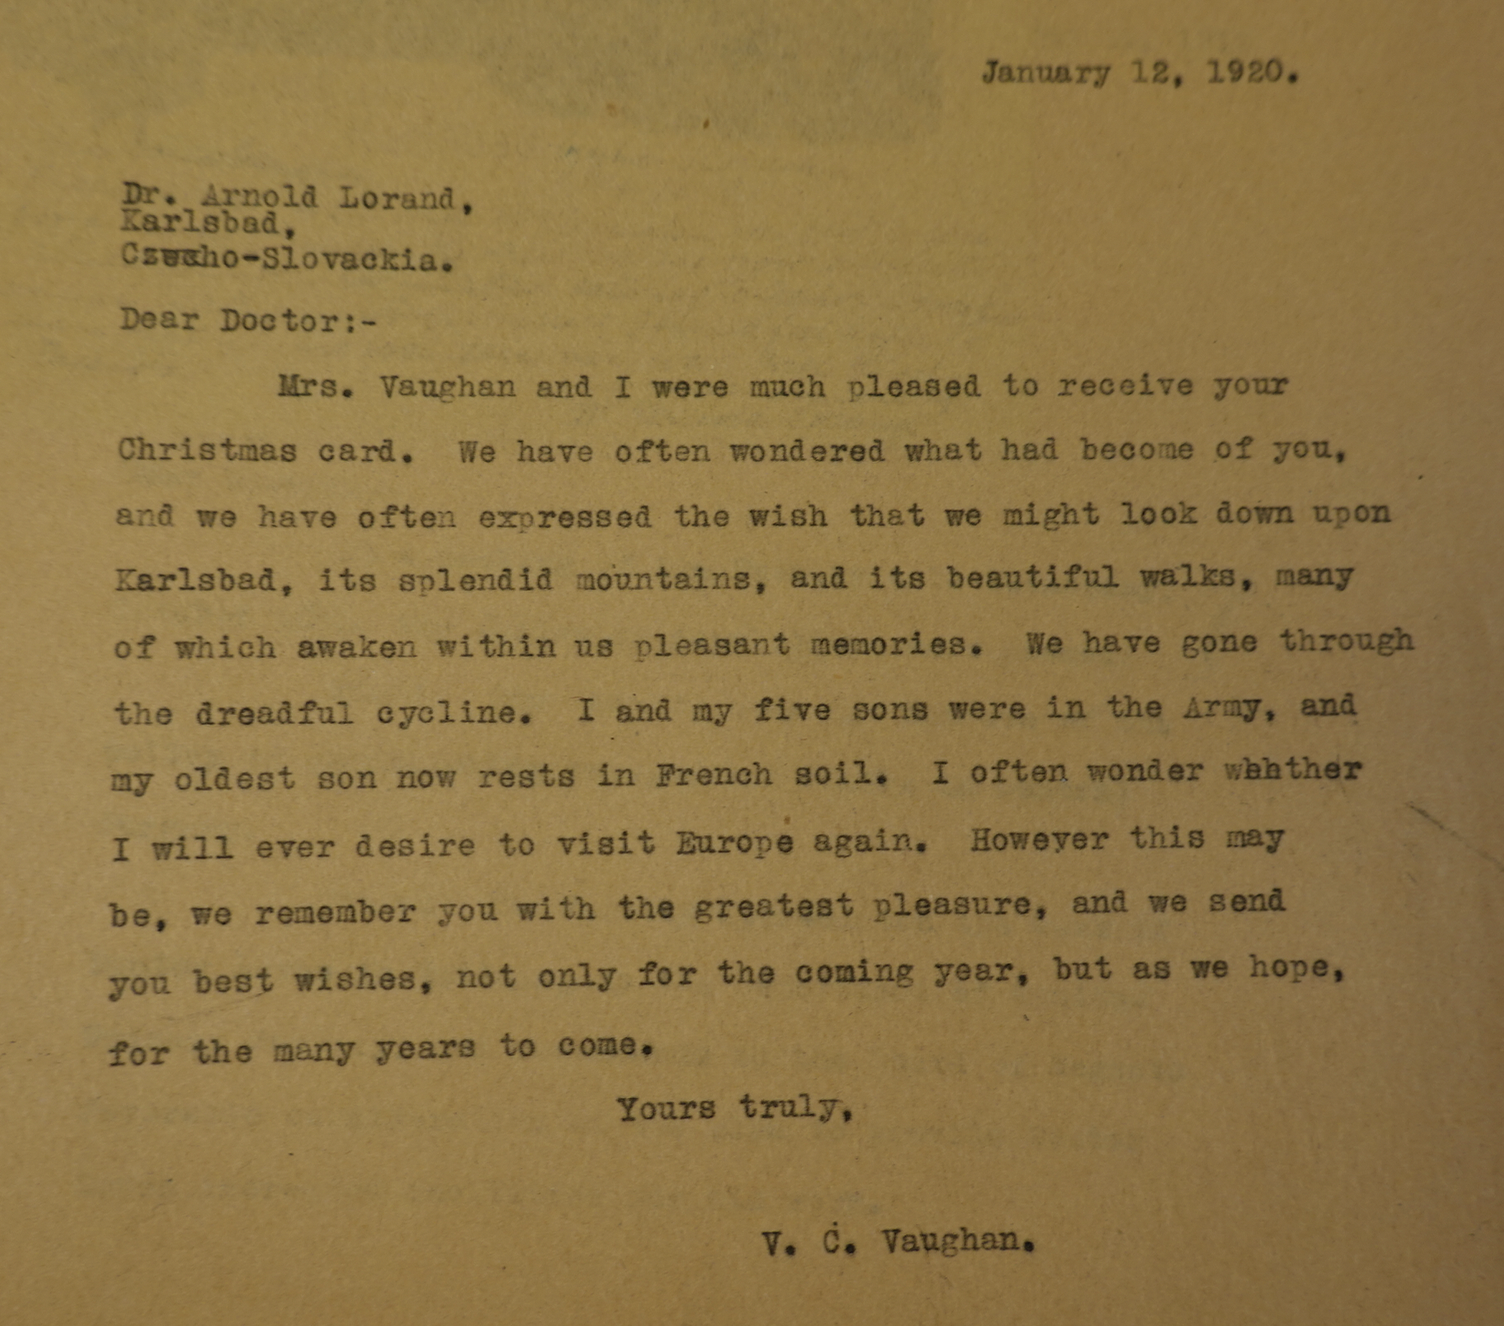 January 12, 1920.
Dr. Arnold Lorand,
Karlsbad,
Czweho-Slovackia.
Dear Doctor:-
Mrs. Vaughan and I were much pleased to receive your
Christmas card. We have often wondered what had become of you,
and we have often expressed the wish that we might look down upon
Karlsbad, its splendid mountains, and its beautiful walks, many
of which awaken within us pleasant memories. We have gone through
the dreadful cycline. I and my five sons were in the Army, and
my oldest son now rests in French soil. I often wonder whhther
I will ever desire to visit Europe again. However this may
be, we remember you with the greatest pleasure, and we send
you best wishes, not only for the coming year, but as we hope,
for the many years to come.
Yours truly,
V. C. Vaughan.